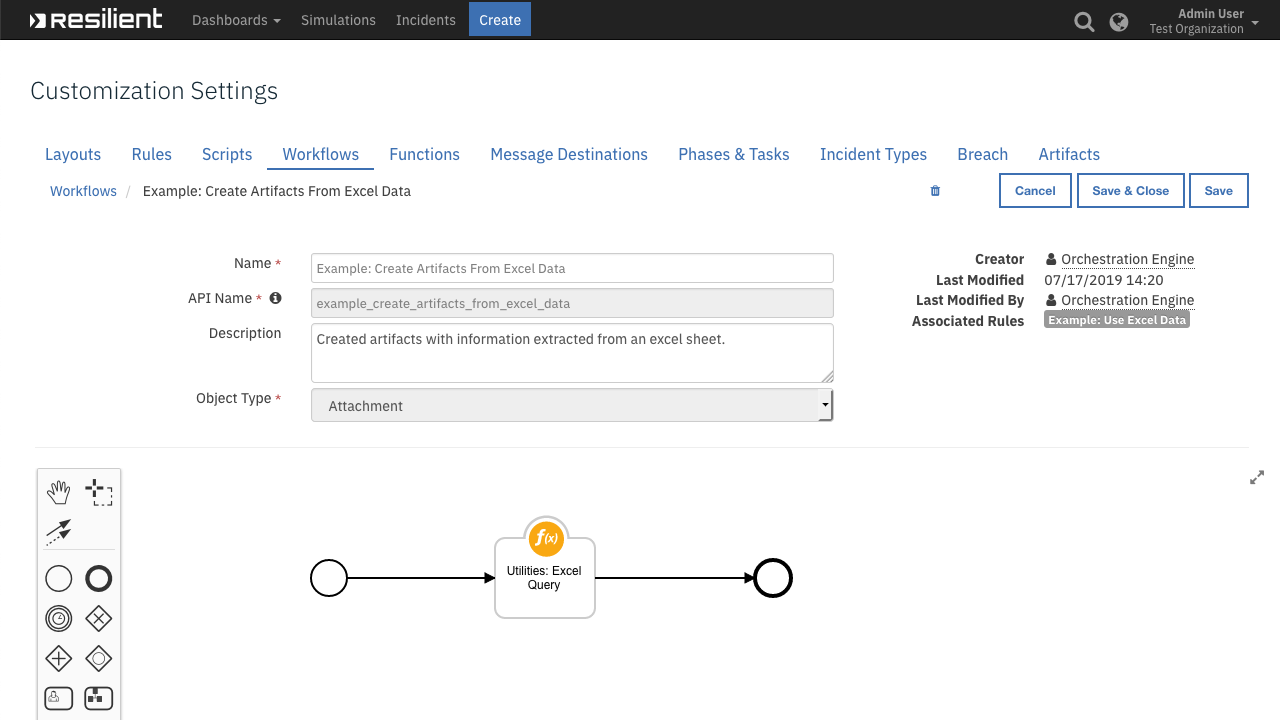 resilient Dashboards Simulations Incidents Create Admin User
Test Organization
Customization Settings
Layouts Rules Scripts Workflows Functions Message Destinations Phases & Tasks Incident Types Breach Artifacts
Workflows / Example: Create Artifacts From Excel Data Cancel Save & Close Save
Name * Example: Create Artifacts From Excel Data
API Name * example_create_artifacts_from_excel_data
Description Created artifacts with information extracted from an excel sheet.
Object Type * Attachment
Creator Orchestration Engine
Last Modified 07/17/2019 14:20
Last Modified By Orchestration Engine
Associated Rules Example: Use Excel Data
f(x)
Utilities: Excel
Query